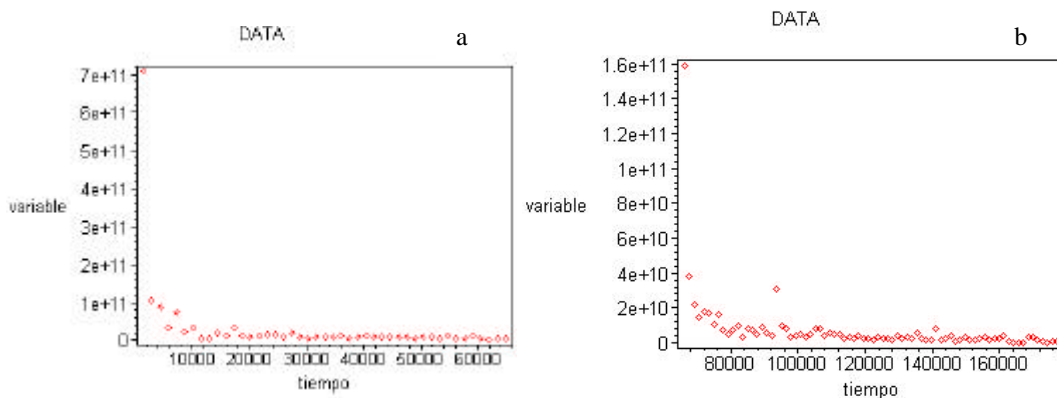 DATA
a
7e+11
6e+11
5e+11
4e+11
variable
3e+11
2e+11
1e+11
0
10000 20000 30000 40000 50000 60000
tiempo
DATA
b
1.6e+11
1.4e+11
1.2e+11
1e+11
variable
8e+10
6e+10
4e+10
2e+10
0
80000 100000 120000 140000 160000
tiempo